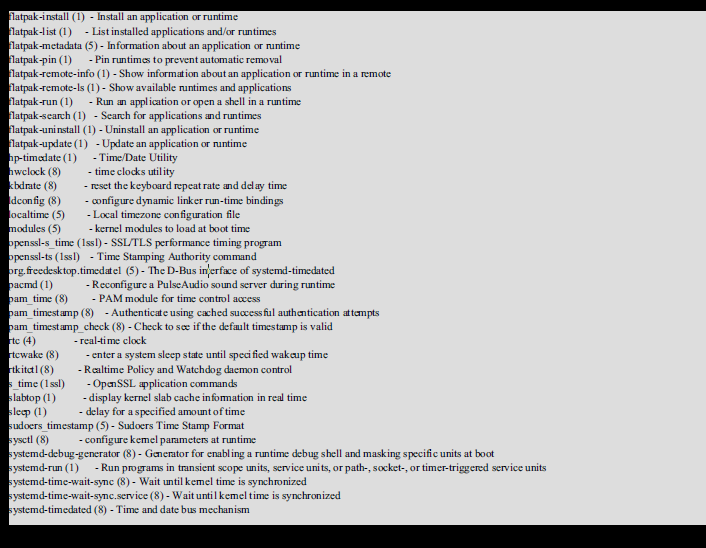 flatpak-install (1) - Install an application or runtime
flatpak-list (1) - List installed applications and/or runtimes
flatpak-metadata (5) - Information about an application or runtime
flatpak-pin (1) - Pin runtimes to prevent automatic removal
flatpak-remote-info (1) - Show information about an application or runtime in a remote
flatpak-remote-ls (1) - Show available runtimes and applications
flatpak-run (1) - Run an application or open a shell in a runtime
flatpak-search (1) - Search for applications and runtimes
flatpak-uninstall (1) - Uninstall an application or runtime
flatpak-update (1) - Update an application or runtime
hp-timedate (1) - Time/Date Utility
hwclock (8) - time clocks utility
kbdrate (8) - reset the keyboard repeat rate and delay time
ldconfig (8) - configure dynamic linker run-time bindings
localtime (5) - Local timezone configuration file
modules (5) - kernel modules to load at boot time
openssl-s_time (1ssl) - SSL/TLS performance timing program
openssl-ts (1ssl) - Time Stamping Authority command
org.freedesktop.timedate1 (5) - The D-Bus interface of systemd-timedated
pacmd (1) - Reconfigure a PulseAudio sound server during runtime
pam_time (8) - PAM module for time control access
pam_timestamp (8) - Authenticate using cached successful authentication attempts
pam_timestamp_check (8) - Check to see if the default timestamp is valid
rtc (4) - real-time clock
rtcwake (8) - enter a system sleep state until specified wakeup time
rtkitctl (8) - Realtime Policy and Watchdog daemon control
s_time (1ssl) - OpenSSL application commands
slabtop (1) - display kernel slab cache information in real time
sleep (1) - delay for a specified amount of time
sudoers_timestamp (5) - Sudoers Time Stamp Format
sysctl (8) - configure kernel parameters at runtime
systemd-debug-generator (8) - Generator for enabling a runtime debug shell and masking specific units at boot
systemd-run (1) - Run programs in transient scope units, service units, or path-, socket-, or timer-triggered service units
systemd-time-wait-sync (8) - Wait until kernel time is synchronized
systemd-time-wait-sync.service (8) - Wait until kernel time is synchronized
systemd-timedated (8) - Time and date bus mechanism